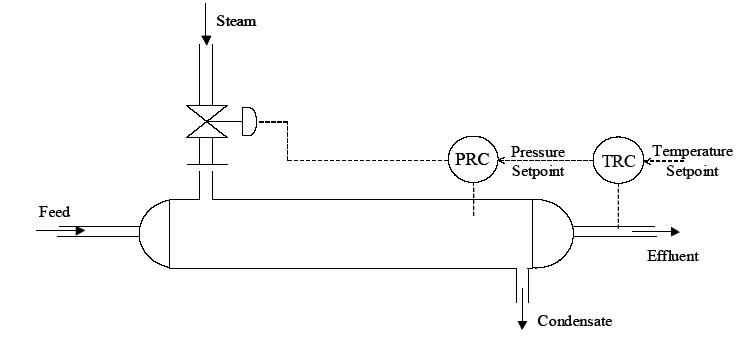 Steam
PRC
Pressure
Setpoint
TRC
Temperature
Setpoint
Feed
Effluent
Condensate